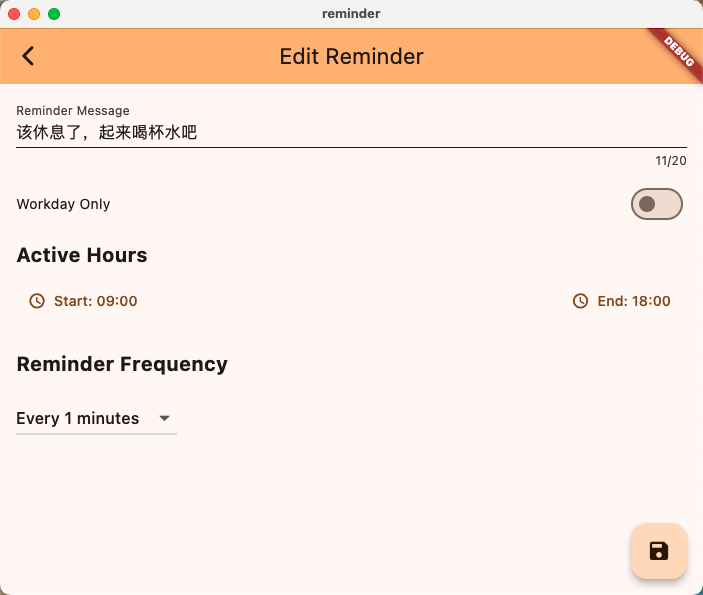 reminder
Edit Reminder
DEBUG
Reminder Message
该休息了，起来喝杯水吧
11/20
Workday Only
Active Hours
Start: 09:00
End: 18:00
Reminder Frequency
Every 1 minutes